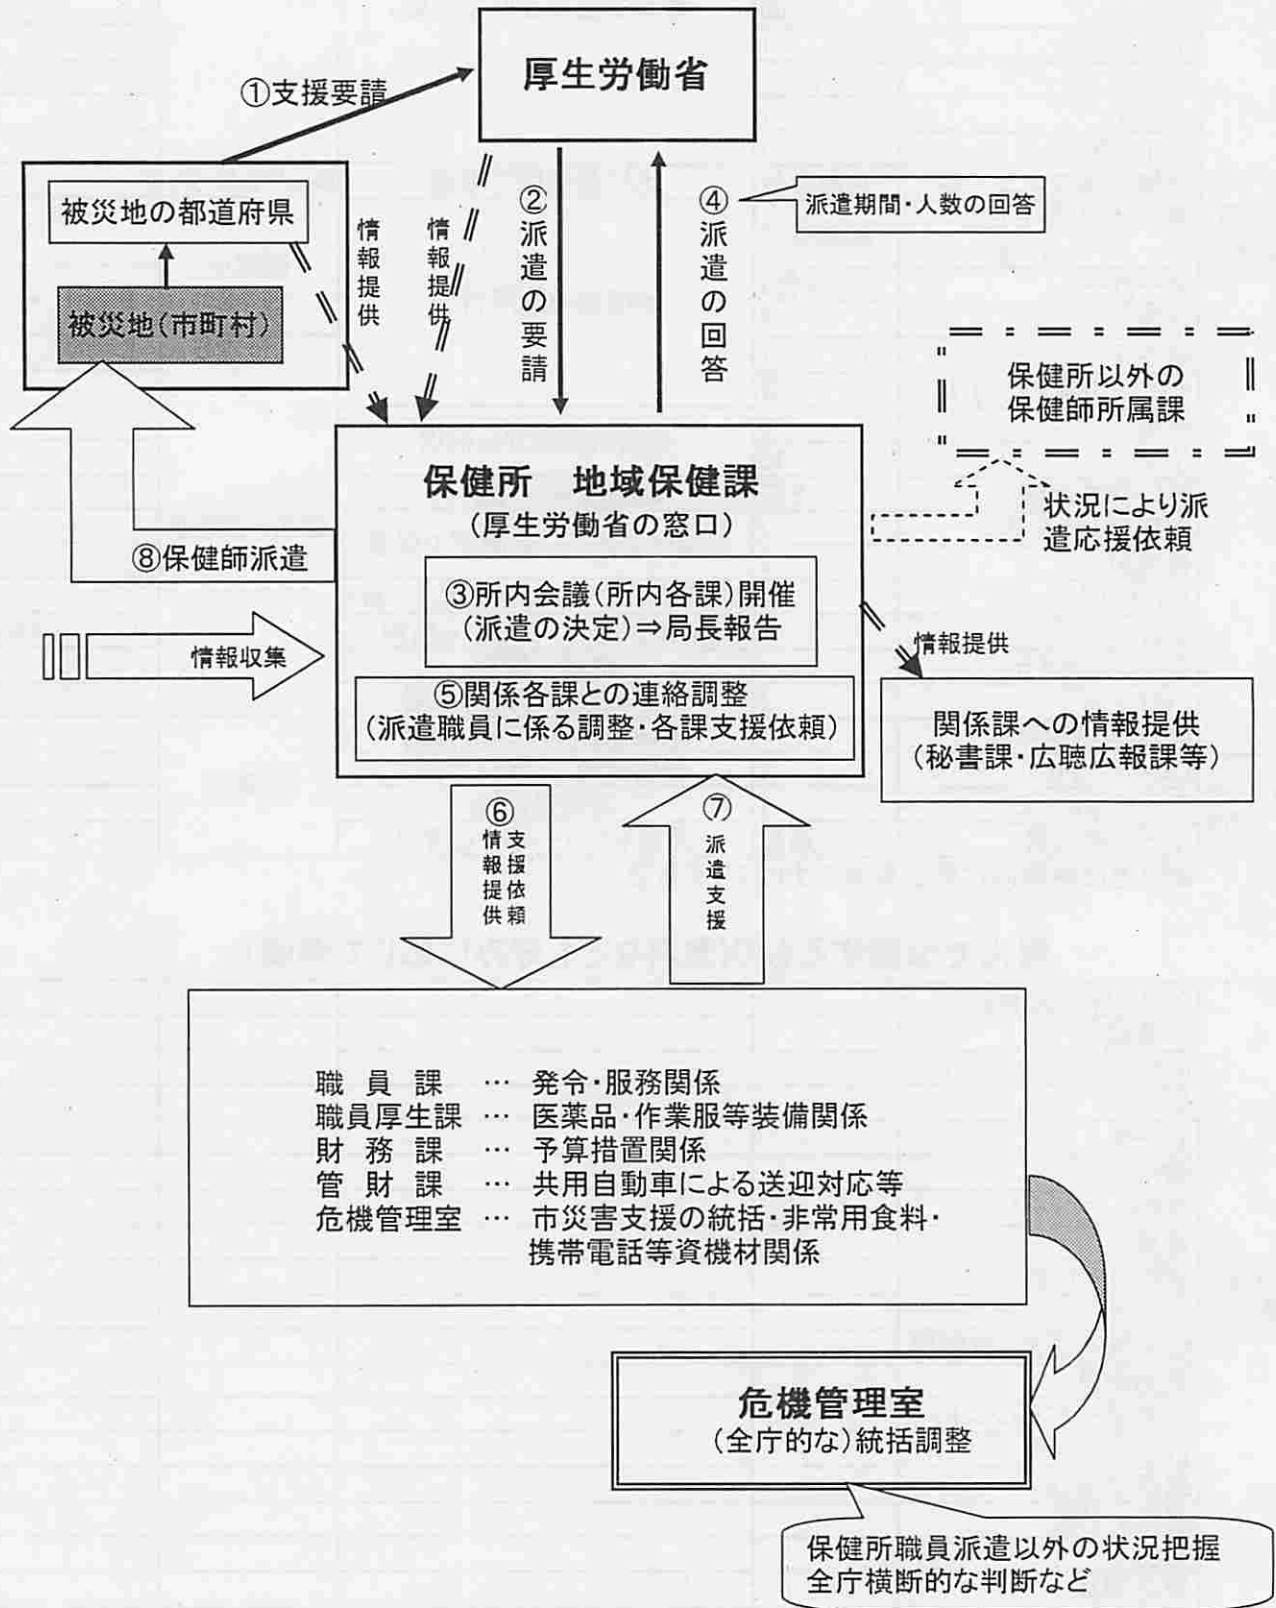 厚生労働省
①支援要請
被災地の都道府県
被災地(市町村)
情報提供
情報提供
②派遣の要請
④派遣の回答
派遣期間・人数の回答
保健所以外の
保健師所属課
状況により派
遣応援依頼
保健所 地域保健課
(厚生労働省の窓口)
③所内会議(所内各課)開催
(派遣の決定)⇒局長報告
⑤関係各課との連絡調整
(派遣職員に係る調整・各課支援依頼)
⑧保健師派遣
情報収集
情報提供
関係課への情報提供
(秘書課・広聴広報課等)
⑥
支援依頼
情報提供
⑦
派遣支援
職員課 … 発令・服務関係
職員厚生課 … 医薬品・作業服等装備関係
財務課 … 予算措置関係
管財課 … 共用自動車による送迎対応等
危機管理室 … 市災害支援の統括・非常用食料・
携帯電話等資機材関係
危機管理室
(全庁的な)統括調整
保健所職員派遣以外の状況把握
全庁横断的な判断など